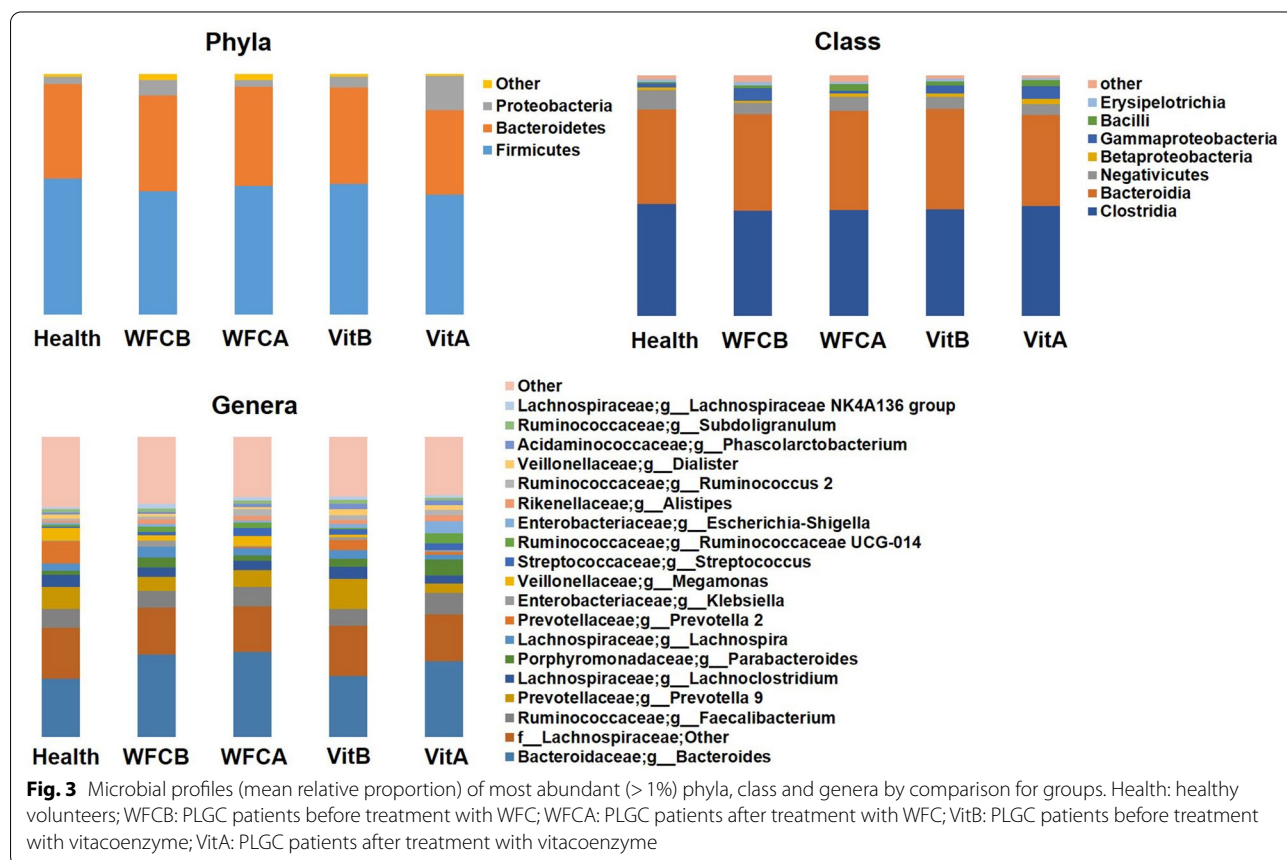 Phyla
Other
Proteobacteria
Bacteroidetes
Firmicutes
Health WFCB WFCA VitB VitA
Class
other
Erysipelotrichia
Bacilli
Gammaproteobacteria
Betaproteobacteria
Negativicutes
Bacteroidia
Clostridia
Health WFCB WFCA VitB VitA
Genera
Other
Lachnospiraceae;g__Lachnospiraceae NK4A136 group
Ruminococcaceae;g__Subdoligranulum
Acidaminococcaceae;g__Phascolarctobacterium
Veillonellaceae;g__Dialister
Ruminococcaceae;g__Ruminococcus 2
Rikenellaceae;g__Alistipes
Enterobacteriaceae;g__Escherichia-Shigella
Ruminococcaceae;g__Ruminococcaceae UCG-014
Streptococcaceae;g__Streptococcus
Veillonellaceae;g__Megamonas
Enterobacteriaceae;g__Klebsiella
Prevotellaceae;g__Prevotella 2
Lachnospiraceae;g__Lachnospira
Porphyromonadaceae;g__Parabacteroides
Lachnospiraceae;g__Lachnoclostridium
Prevotellaceae;g__Prevotella 9
Ruminococcaceae;g__Faecalibacterium
f__Lachnospiraceae;Other
Bacteroidaceae;g__Bacteroides
Health WFCB WFCA VitB VitA
Fig. 3 Microbial profiles (mean relative proportion) of most abundant (> 1%) phyla, class and genera by comparison for groups. Health: healthy
volunteers; WFCB: PLGC patients before treatment with WFC; WFCA: PLGC patients after treatment with WFC; VitB: PLGC patients before treatment
with vitacoenzyme; VitA: PLGC patients after treatment with vitacoenzyme